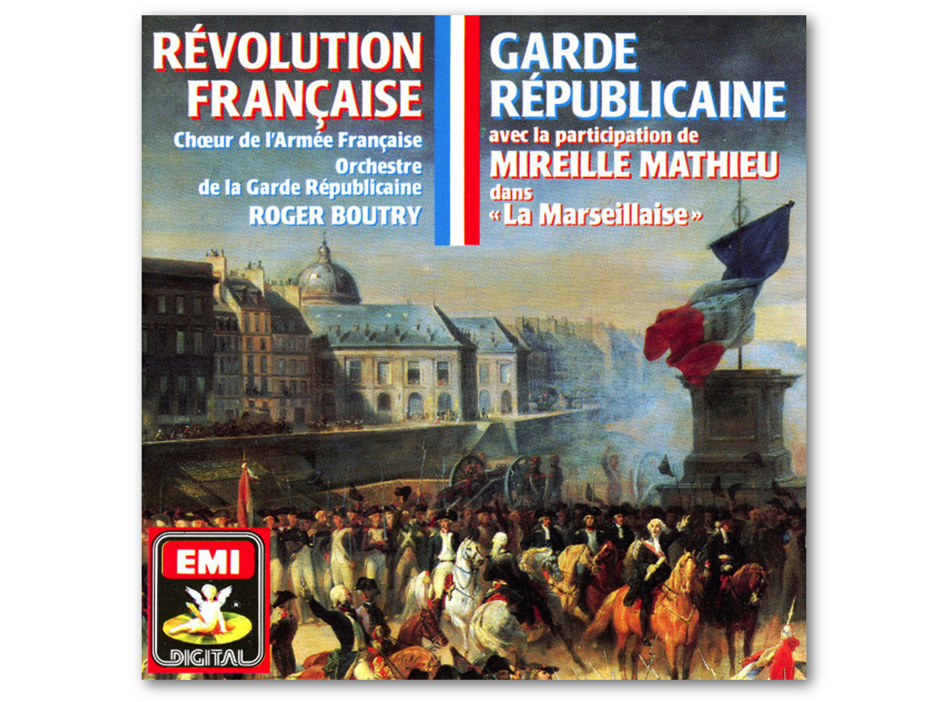 RÉVOLUTION
FRANÇAISE
Chœur de l'Armée Française
Orchestre
de la Garde Républicaine
ROGER BOUTRY
GARDE
RÉPUBLICAINE
avec la participation de
MIREILLE MATHIEU
dans
« La Marseillaise »
EMI
DIGITAL